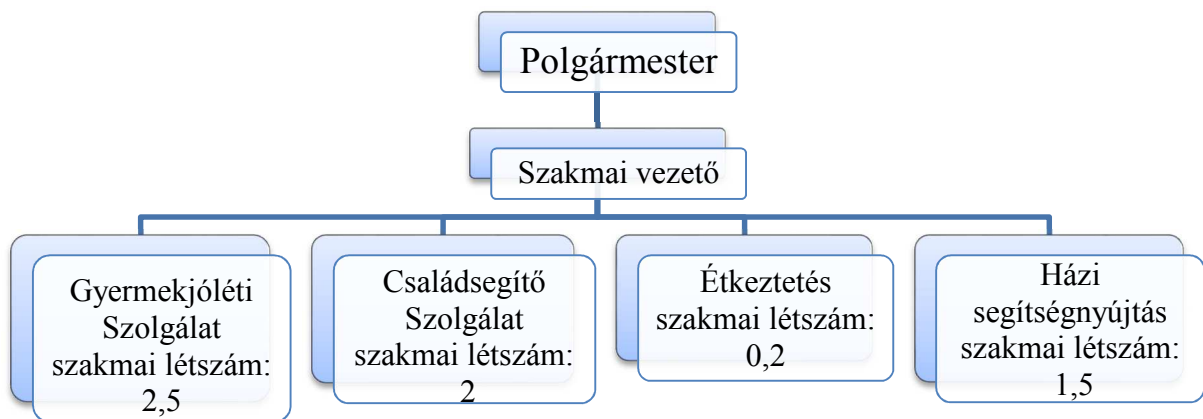 Polgármester
Szakmai vezető
Gyermekjóléti
Szolgálat
szakmai létszám:
2,5
Családsegítő
Szolgálat
szakmai létszám:
2
Étkeztetés
szakmai létszám:
0,2
Házi
segítségnyújtás
szakmai létszám:
1,5